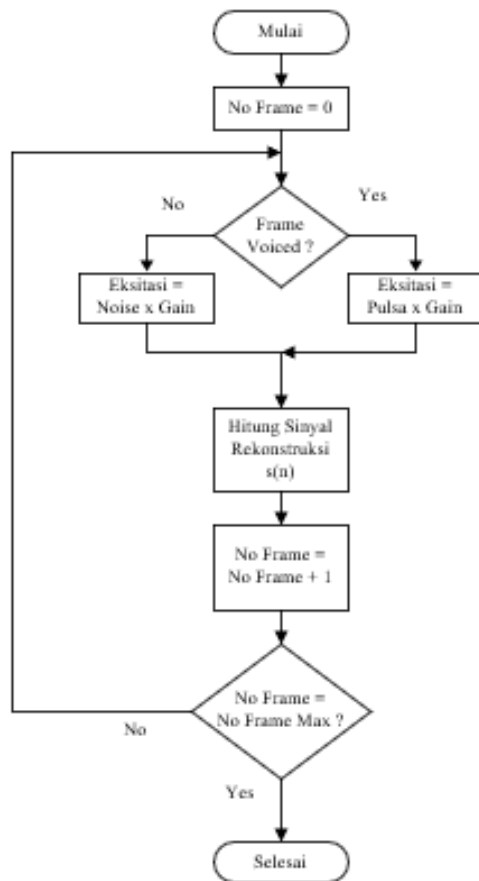 Mulai
No Frame = 0
No
Yes
Frame
Voiced ?
Eksitasi =
Noise x Gain
Eksitasi =
Pulsa x Gain
Hitung Sinyal
Rekonstruksi
s(n)
No Frame =
No Frame + 1
No Frame =
No Frame Max ?
No
Yes
Selesai